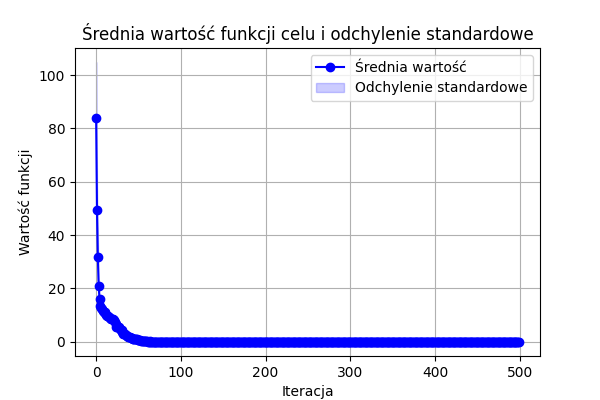 Średnia wartość funkcji celu i odchylenie standardowe
Średnia wartość
Odchylenie standardowe
Wartość funkcji
100
80
60
40
20
0
0 100 200 300 400 500
Iteracja